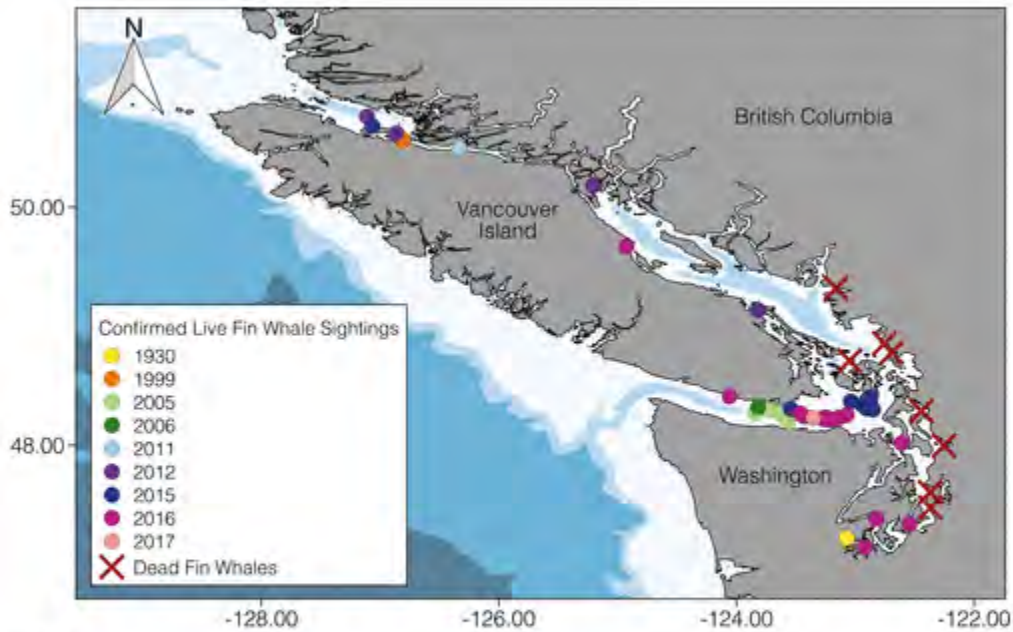 N
British Columbia
50.00
Vancouver
Island
Confirmed Live Fin Whale Sightings
1930
1999
2005
2006
2011
2012
2015
2016
2017
Dead Fin Whales
48.00
Washington
-128.00
-126.00
-124.00
-122.00